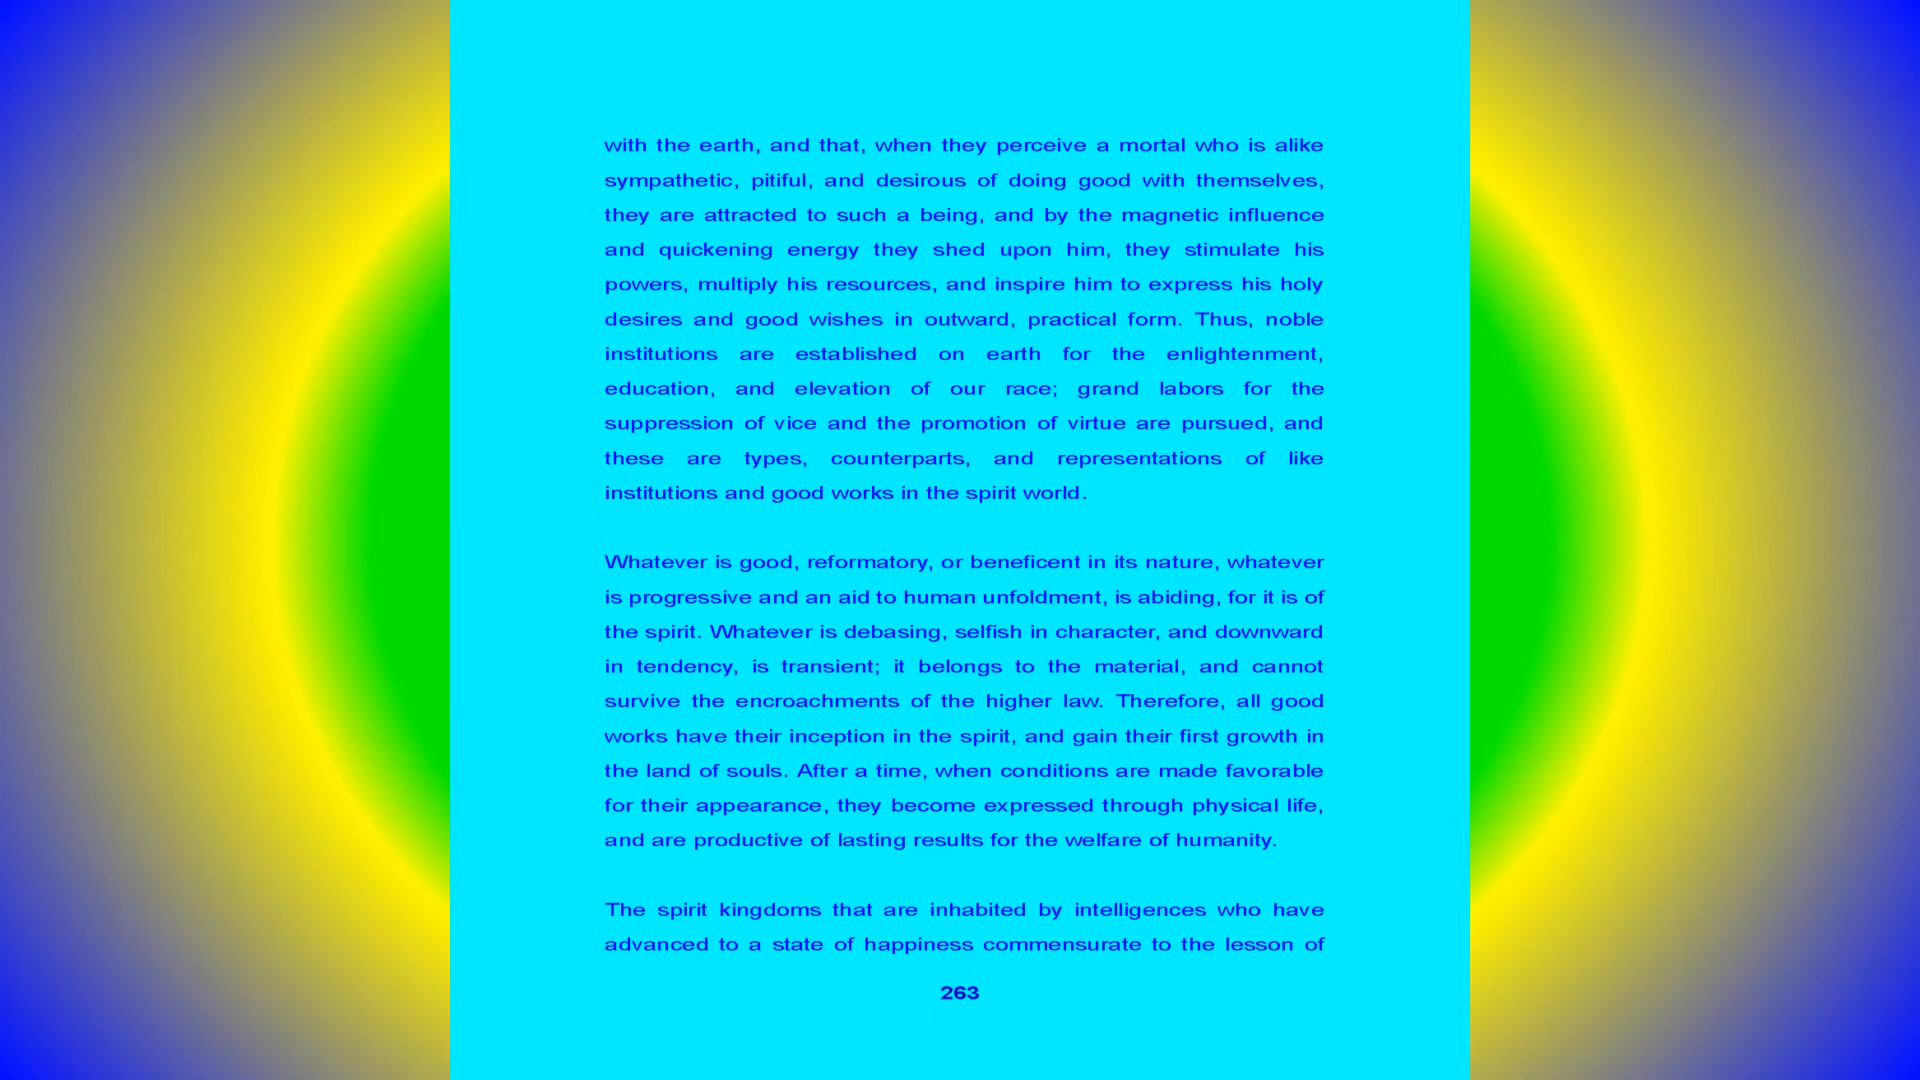 with the earth, and that, when they perceive a mortal who is alike
sympathetic, pitiful, and desirous of doing good with themselves,
they are attracted to such a being, and by the magnetic influence
and quickening energy they shed upon him, they stimulate his
powers, multiply his resources, and inspire him to express his holy
desires and good wishes in outward, practical form. Thus, noble
institutions are established on earth for the enlightenment,
education, and elevation of our race; grand labors for the
suppression of vice and the promotion of virtue are pursued, and
these are types, counterparts, and representations of like
institutions and good works in the spirit world.
Whatever is good, reformatory, or beneficent in its nature, whatever
is progressive and an aid to human unfoldment, is abiding, for it is of
the spirit. Whatever is debasing, selfish in character, and downward
in tendency, is transient; it belongs to the material, and cannot
survive the encroachments of the higher law. Therefore, all good
works have their inception in the spirit, and gain their first growth in
the land of souls. After a time, when conditions are made favorable
for their appearance, they become expressed through physical life,
and are productive of lasting results for the welfare of humanity.
The spirit kingdoms that are inhabited by intelligences who have
advanced to a state of happiness commensurate to the lesson of
263